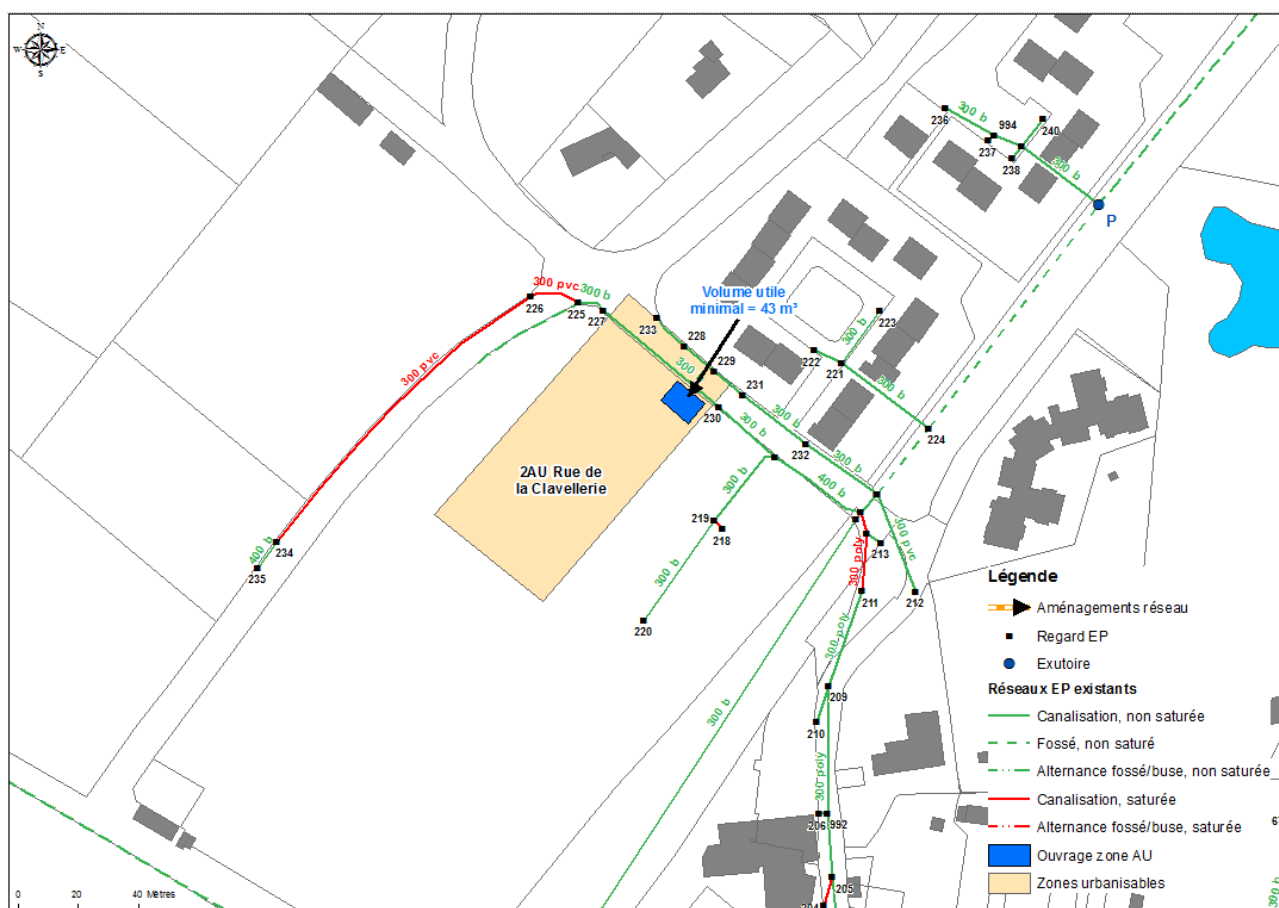 N
W E
S
300 b
236
994
240
237
238
300 b
P
300 pvc
300 b
226
225
227
233
Volume utile
minimal = 43 m³
228
229
223
300 b
222
221
300
231
300 b
300 pvc
230
300 b
300 b
224
232
300 b
2AU Rue de
la Clavellerie
300 b
400 b
219
218
300 pvc
234
400 b
235
213
300 poly
300 b
211
212
220
300 poly
209
300 b
210
300 poly
206
992
205
204
Légende
Aménagements réseau
Regard EP
Exutoire
Réseaux EP existants
Canalisation, non saturée
Fossé, non saturé
Alternance fossé/buse, non saturée
Canalisation, saturée
Alternance fossé/buse, saturée
Ouvrage zone AU
Zones urbanisables
67
300 b
0 20 40 Mètres